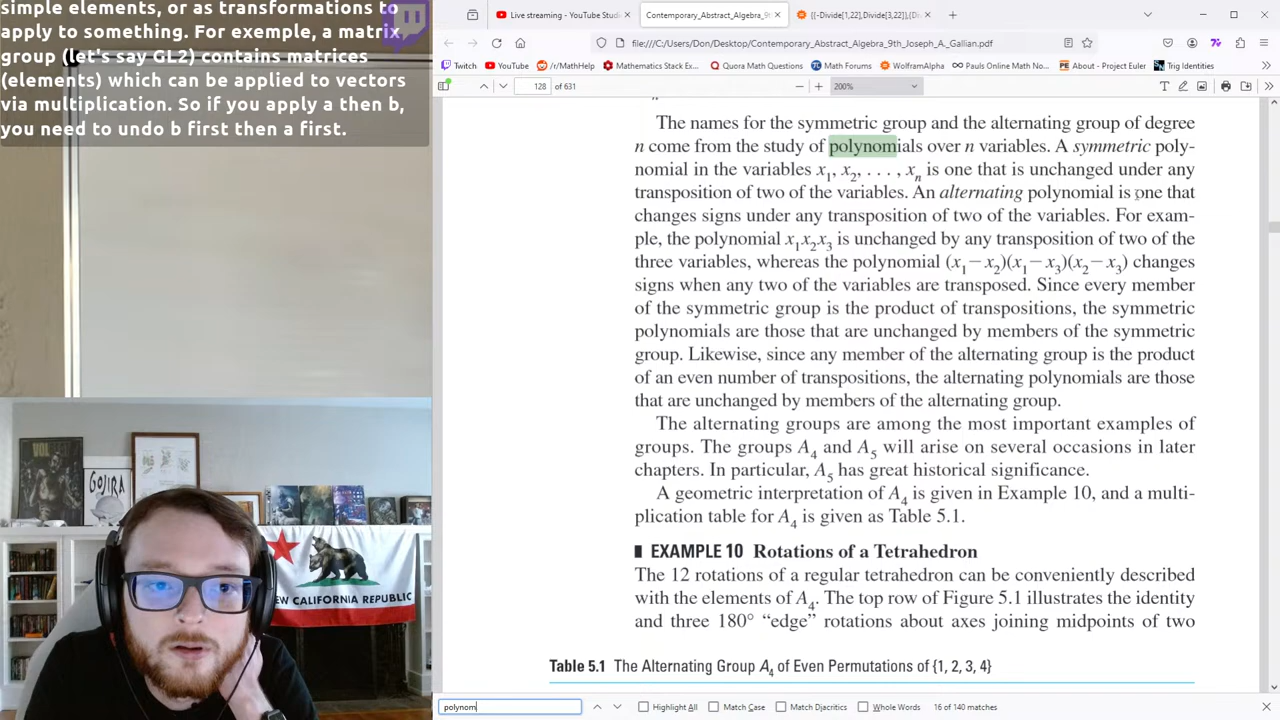 simple elements, or as transformations to
apply to something. For exemple, a matrix
group (let's say GL2) contains matrices
(elements) which can be applied to vectors
via multiplication. So if you apply a then b,
you need to undo b first then a first.
VOL
GOJIRA
NEW CALIFORNIA REPUBLIC
Live streaming - YouTube Studi
Contemporary_Abstract_Algebra_9th
{{-Divide[1,22],Divide[3,22]},{Di
file:///C:/Users/Don/Desktop/Contemporary_Abstract_Algebra_9th_Joseph_A._Gallian.pdf
Twitch YouTube (r/MathHelp Mathematics Stack Ex... Quora Mathematics Questions Math Forums WolframAlpha Pauls Online Math No... About - Project Euler Trig Identities
128 of 631 200%
The names for the symmetric group and the alternating group of degree
n come from the study of polynomials over n variables. A symmetric poly-
nomial in the variables x1, x2, . . . , xn is one that is unchanged under any
transposition of two of the variables. An alternating polynomial is one that
changes signs under any transposition of two of the variables. For exam-
ple, the polynomial x1x2x3 is unchanged by any transposition of two of the
three variables, whereas the polynomial (x1 − x2)(x1 − x3)(x2 − x3) changes
signs when any two of the variables are transposed. Since every member
of the symmetric group is the product of transpositions, the symmetric
polynomials are those that are unchanged by members of the symmetric
group. Likewise, since any member of the alternating group is the product
of an even number of transpositions, the alternating polynomials are those
that are unchanged by members of the alternating group.
The alternating groups are among the most important examples of
groups. The groups A4 and A5 will arise on several occasions in later
chapters. In particular, A5 has great historical significance.
A geometric interpretation of A4 is given in Example 10, and a multi-
plication table for A4 is given as Table 5.1.
EXAMPLE 10 Rotations of a Tetrahedron
The 12 rotations of a regular tetrahedron can be conveniently described
with the elements of A4. The top row of Figure 5.1 illustrates the identity
and three 180° “edge” rotations about axes joining midpoints of two
Table 5.1 The Alternating Group A4 of Even Permutations of {1, 2, 3, 4}
polynom Highlight All Match Case Match Diacritics Whole Words 16 of 140 matches